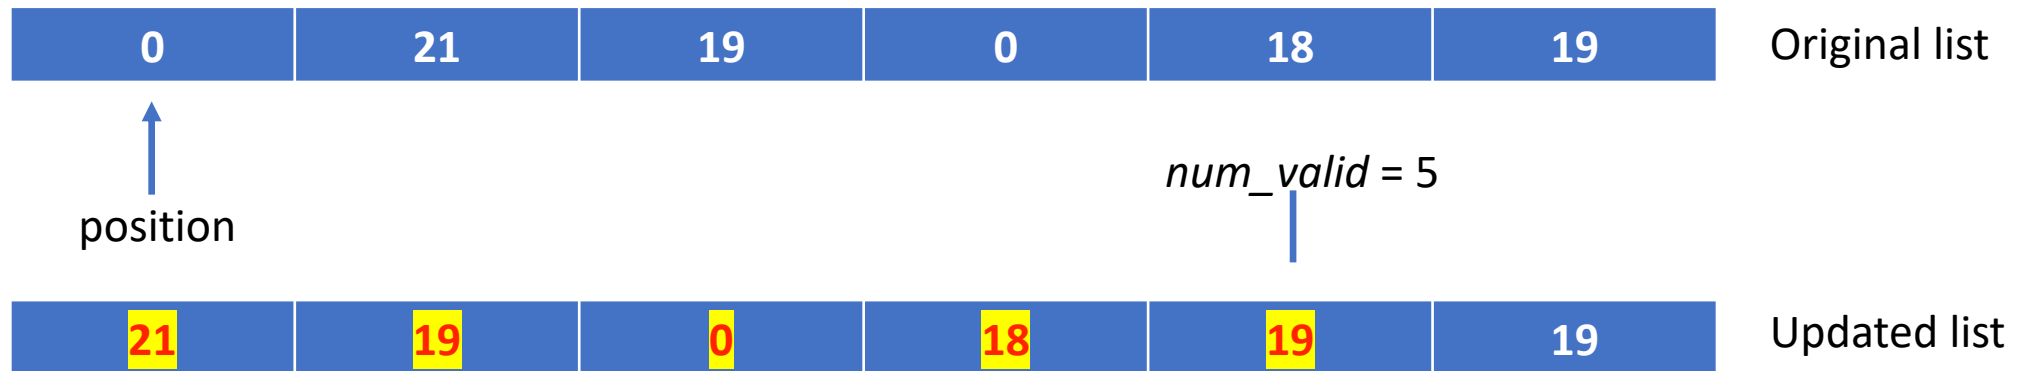 0 21 19 0 18 19 Original list
num_valid = 5
position
21 19 0 18 19 19 Updated list